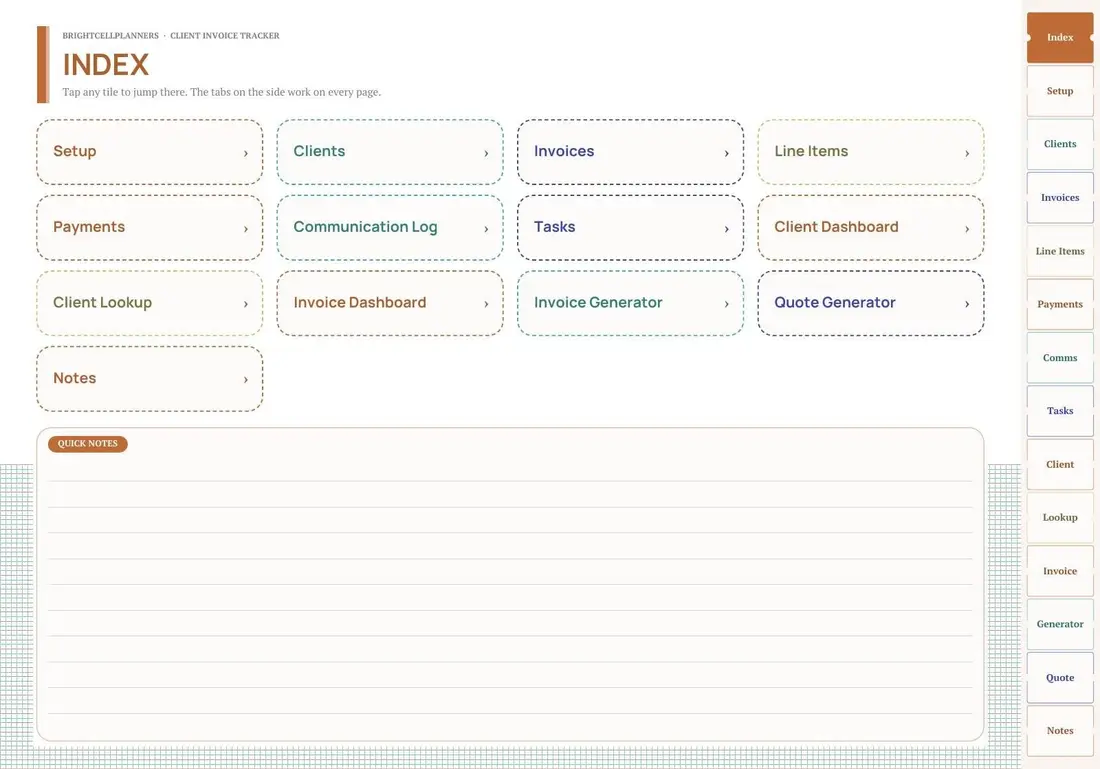 BRIGHTCELLPLANNERS · CLIENT INVOICE TRACKER
INDEX
Tap any tile to jump there. The tabs on the side work on every page.
Setup ›
Clients ›
Invoices ›
Line Items ›
Payments ›
Communication Log ›
Tasks ›
Client Dashboard ›
Client Lookup ›
Invoice Dashboard ›
Invoice Generator ›
Quote Generator ›
Notes ›
QUICK NOTES
Index
Setup
Clients
Invoices
Line Items
Payments
Comms
Tasks
Client
Lookup
Invoice
Generator
Quote
Notes